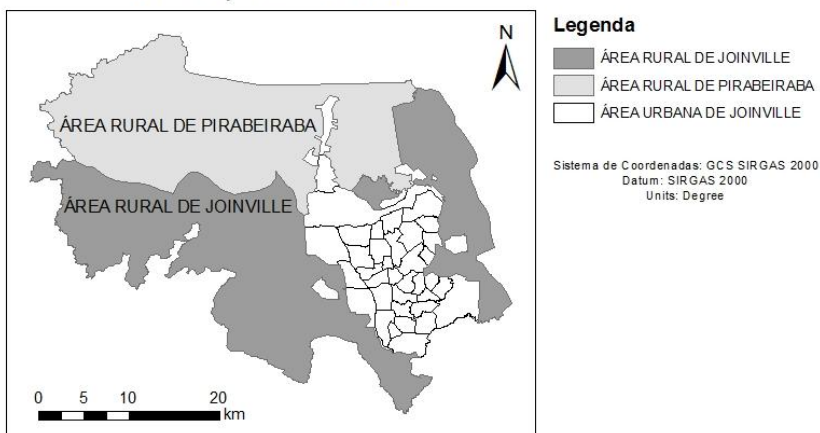 ÁREA RURAL DE PIRABEIRABA
ÁREA RURAL DE JOINVILLE
N
0 5 10 20
km
Legenda
ÁREA RURAL DE JOINVILLE
ÁREA RURAL DE PIRABEIRABA
ÁREA URBANA DE JOINVILLE
Sistema de Coordenadas: GCS SIRGAS 2000
Datum: SIRGAS 2000
Units: Degree